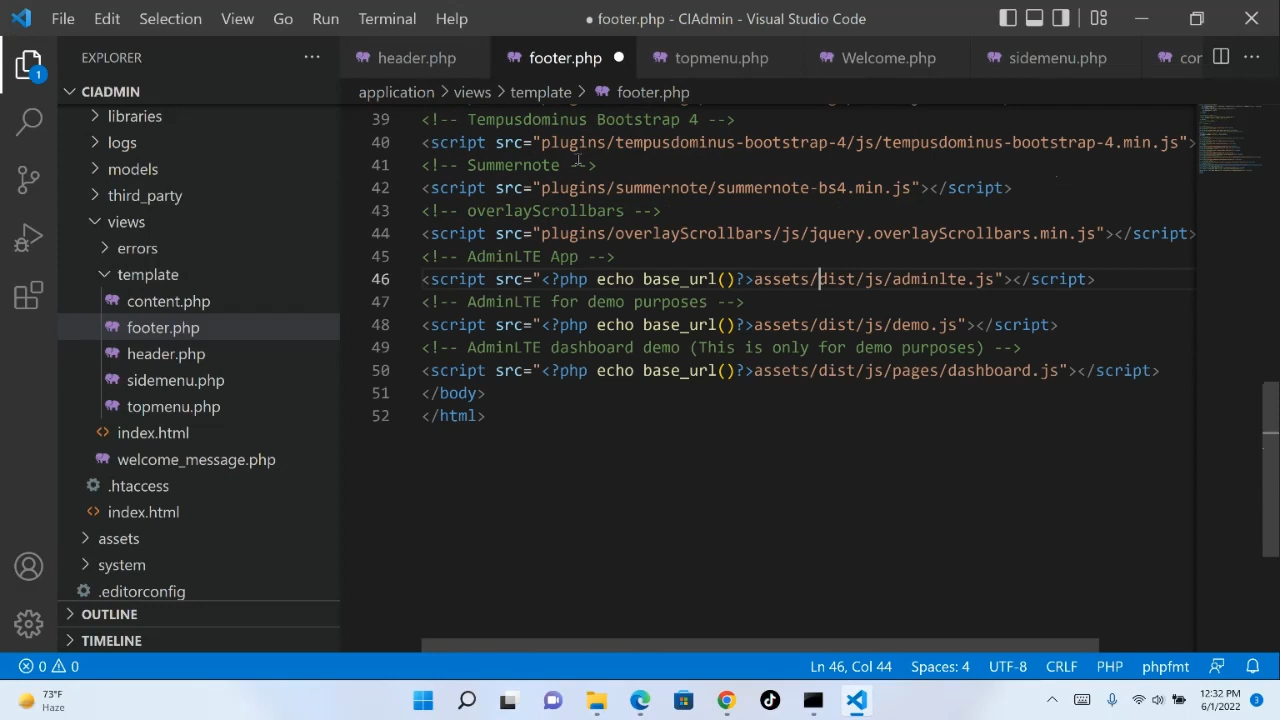 File Edit Selection View Go Run Terminal Help
● footer.php - CIAdmin - Visual Studio Code
EXPLORER ...
header.php footer.php topmenu.php Welcome.php sidemenu.php cor ...
CIADMIN
application > views > template > footer.php
libraries
logs
models
third_party
views
errors
template
content.php
footer.php
header.php
sidemenu.php
topmenu.php
index.html
welcome_message.php
.htaccess
index.html
assets
system
.editorconfig
OUTLINE
TIMELINE
1
39 <!-- Tempusdominus Bootstrap 4 -->
40 <script src="plugins/tempusdominus-bootstrap-4/js/tempusdominus-bootstrap-4.min.js">
41 <!-- Summernote -->
42 <script src="plugins/summernote/summernote-bs4.min.js"></script>
43 <!-- overlayScrollbars -->
44 <script src="plugins/overlayScrollbars/js/jquery.overlayScrollbars.min.js"></script>
45 <!-- AdminLTE App -->
46 <script src="<?php echo base_url()?>assets/dist/js/adminlte.js"></script>
47 <!-- AdminLTE for demo purposes -->
48 <script src="<?php echo base_url()?>assets/dist/js/demo.js"></script>
49 <!-- AdminLTE dashboard demo (This is only for demo purposes) -->
50 <script src="<?php echo base_url()?>assets/dist/js/pages/dashboard.js"></script>
51 </body>
52 </html>
0 0 Ln 46, Col 44 Spaces: 4 UTF-8 CRLF PHP phpfmt
73°F
Haze
12:32 PM
6/1/2022
3